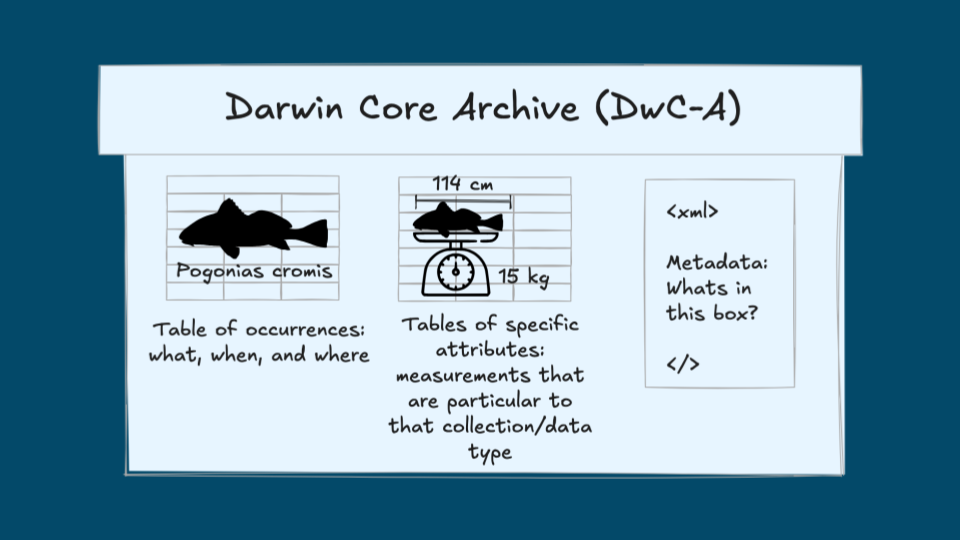 Darwin Core Archive (DwC-A)
Pogonias cromis
Table of occurrences:
what, when, and where
114 cm
15 kg
Tables of specific
attributes:
measurements that
are particular to
that collection/data
type
<xml>
Metadata:
Whats in
this box?
</>